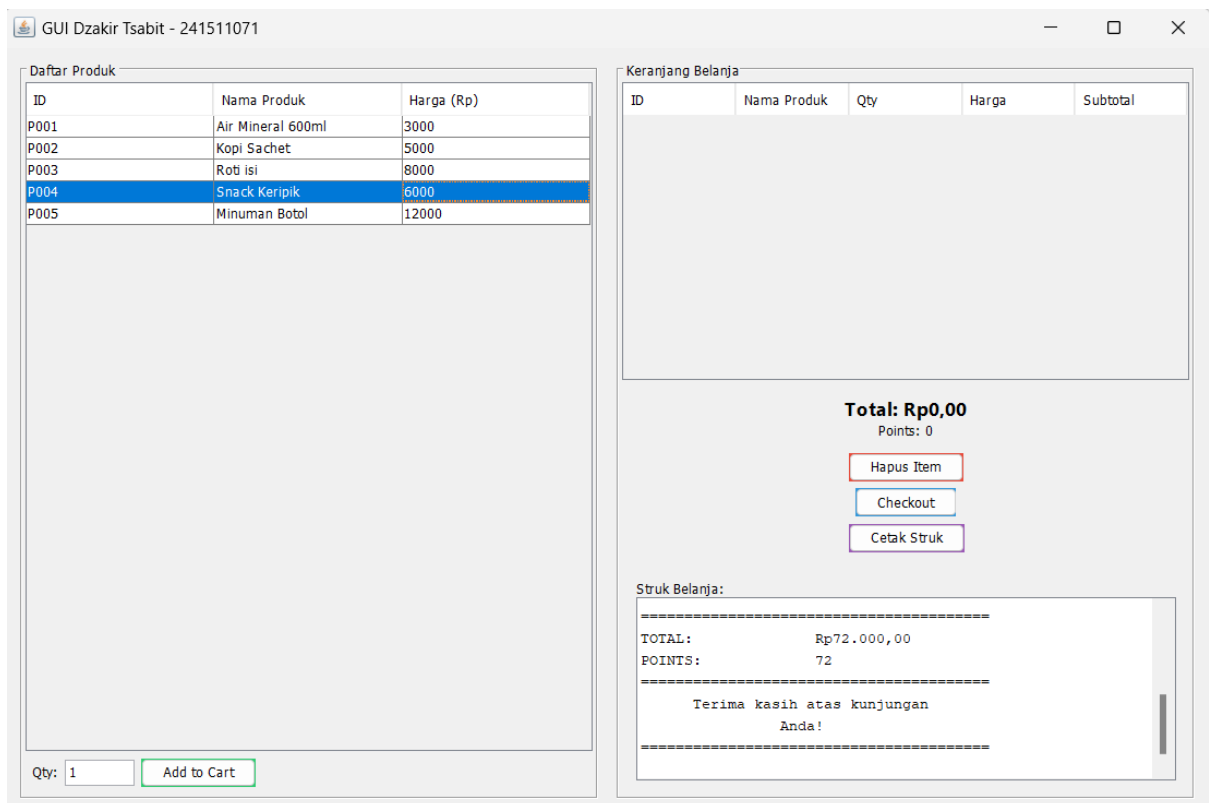 GUI Dzakir Tsabit - 241511071
Daftar Produk
ID Nama Produk Harga (Rp)
P001 Air Mineral 600ml 3000
P002 Kopi Sachet 5000
P003 Roti isi 8000
P004 Snack Keripik 6000
P005 Minuman Botol 12000
Qty: 1 Add to Cart
Keranjang Belanja
ID Nama Produk Qty Harga Subtotal
Total: Rp0,00
Points: 0
Hapus Item
Checkout
Cetak Struk
Struk Belanja:
========================================
TOTAL: Rp72.000,00
POINTS: 72
========================================
Terima kasih atas kunjungan
Anda!
========================================